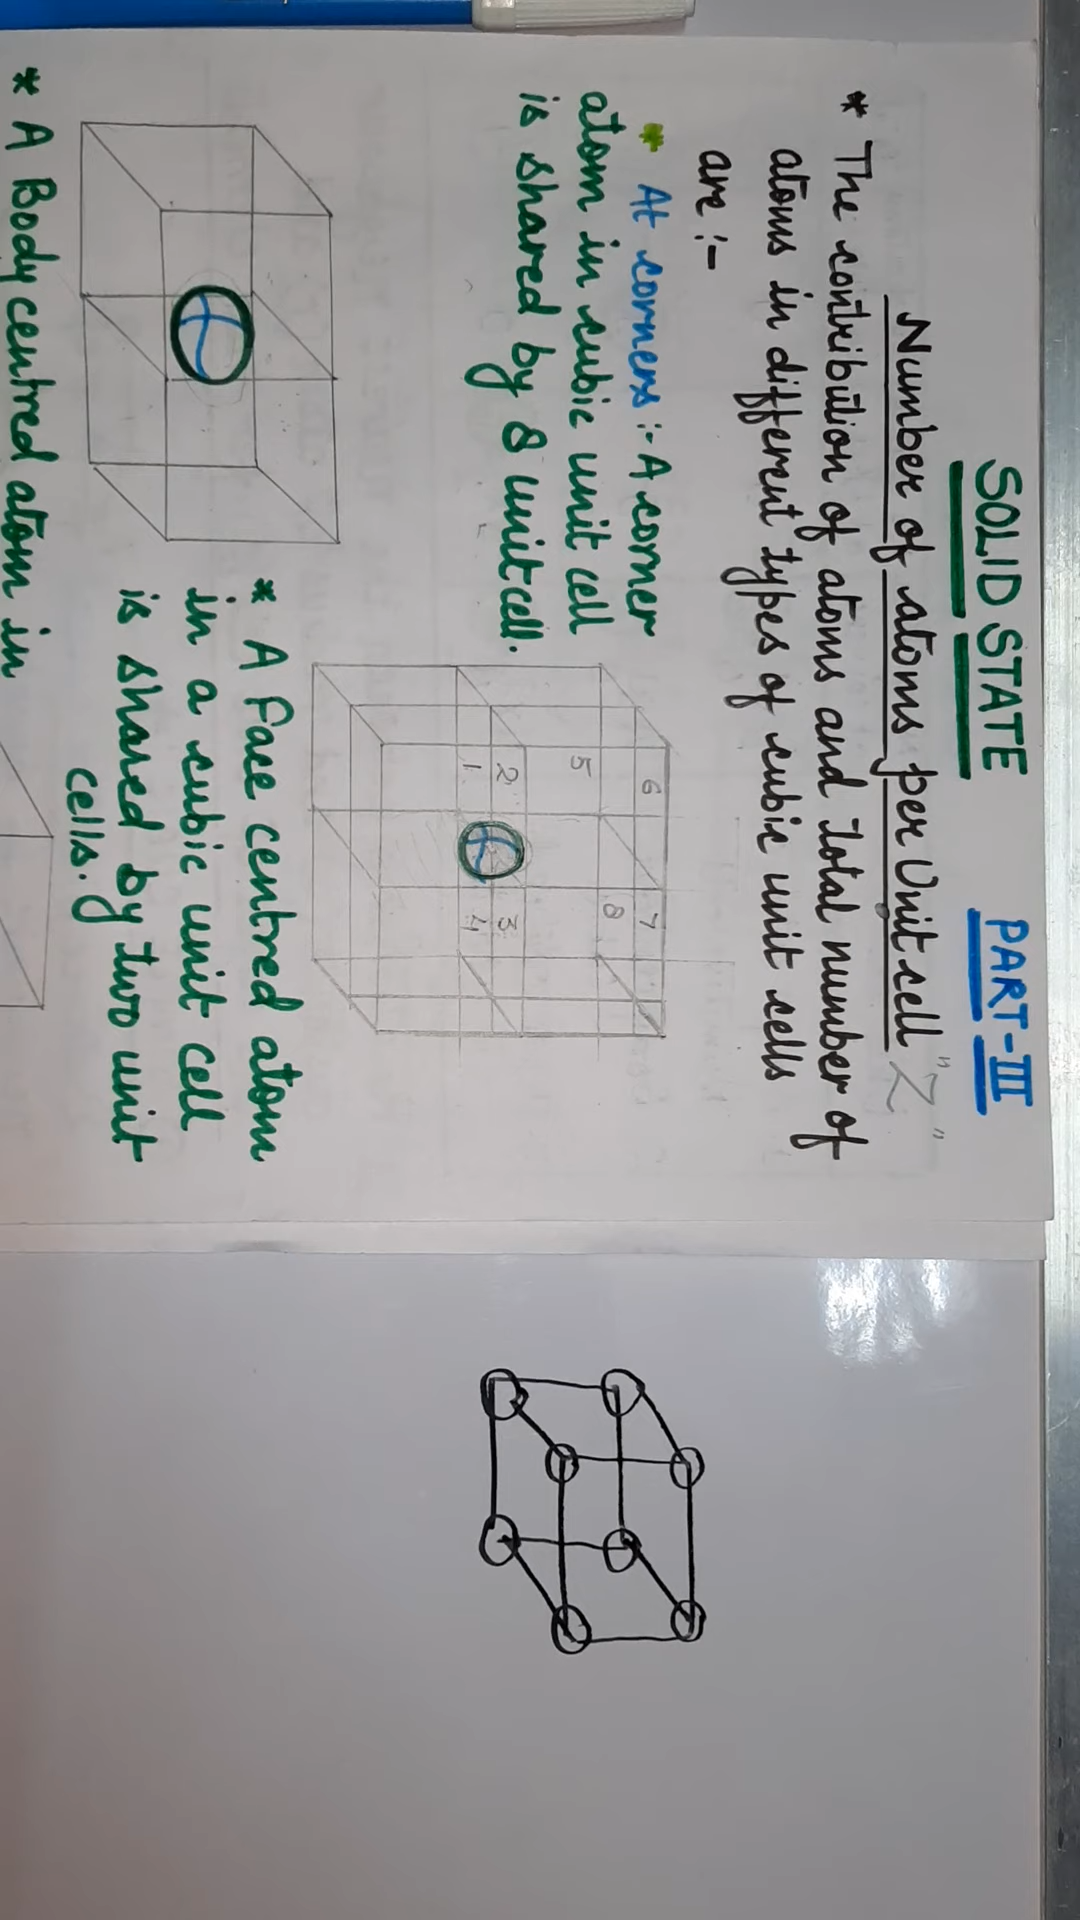 SOLID STATE PART-III
Number of atoms per Unit cell "Z"
* The contribution of atoms and total number of
atoms in different types of cubic unit cells
are :-
* At corners :- A corner
atom in cubic unit cell
is shared by 8 unit cell.
6
5
7
8
2
1
3
4
* A face centred atom
in a cubic unit cell
is shared by two unit
cells.
* A Body centred atom in